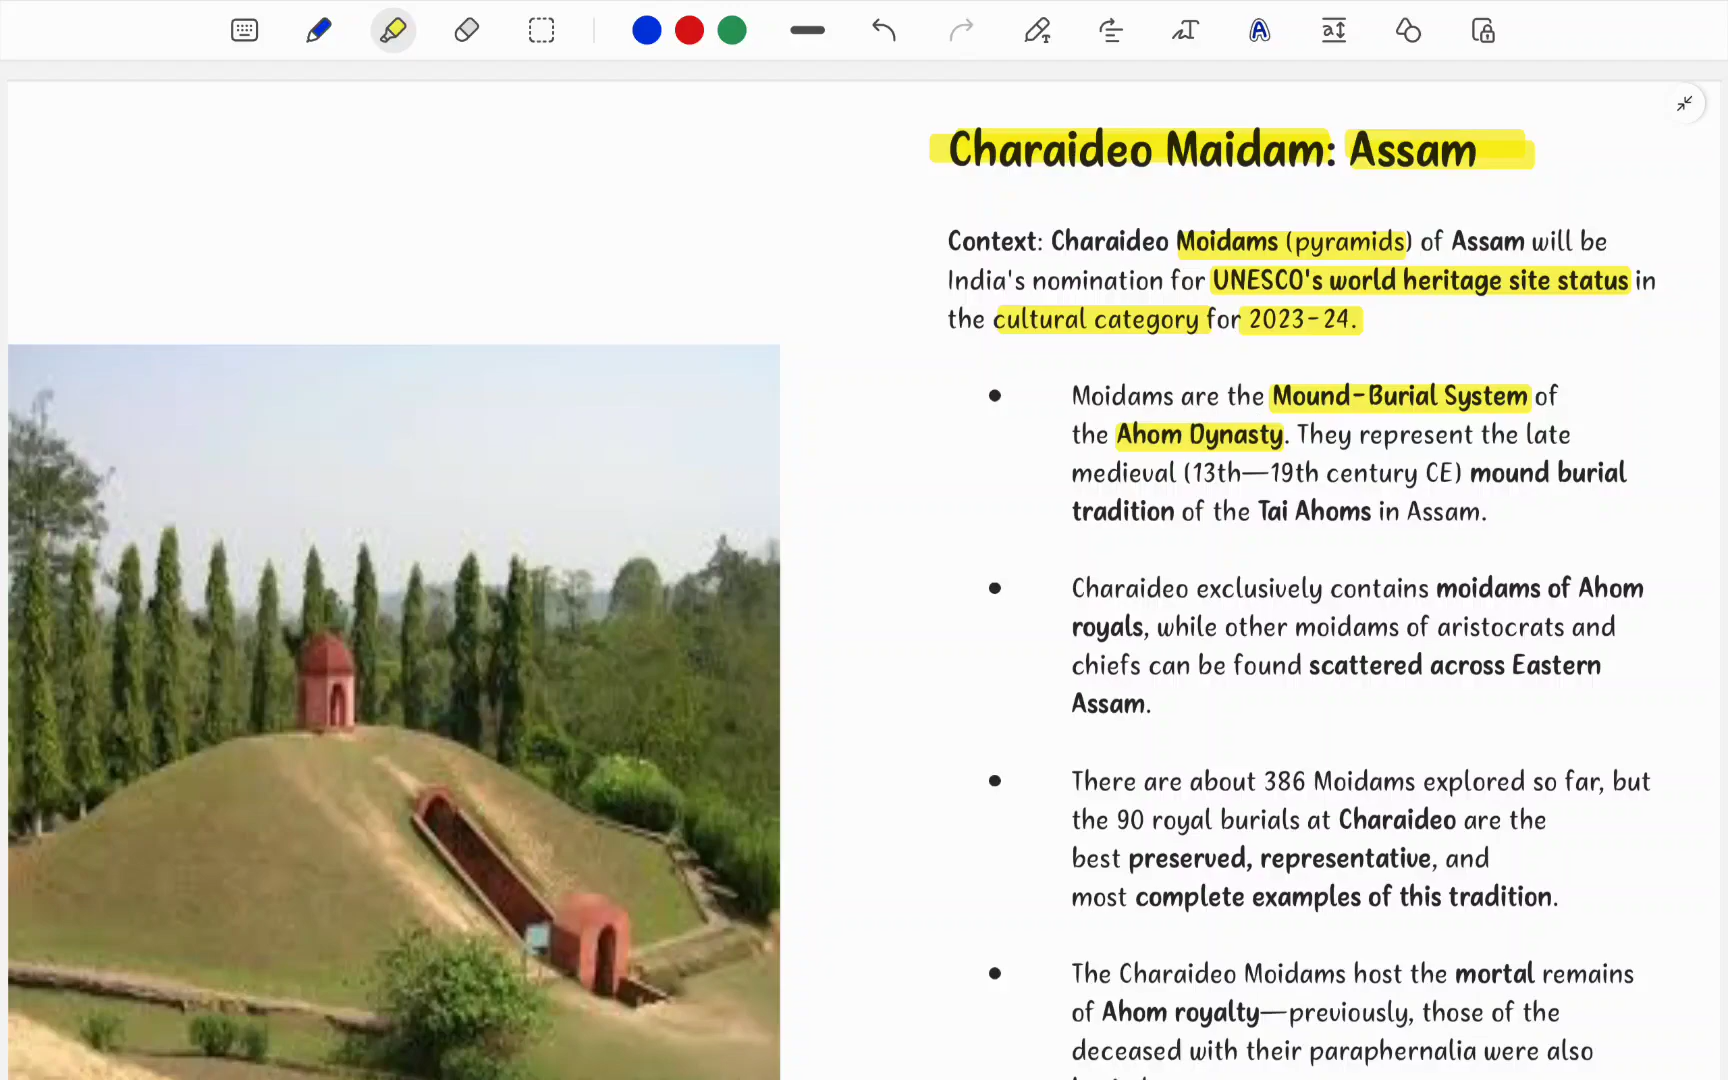 Charaideo Maidam: Assam
Context: Charaideo Moidams (pyramids) of Assam will be
India's nomination for UNESCO's world heritage site status in
the cultural category for 2023-24.
Moidams are the Mound-Burial System of
the Ahom Dynasty. They represent the late
medieval (13th—19th century CE) mound burial
tradition of the Tai Ahoms in Assam.
Charaideo exclusively contains moidams of Ahom
royals, while other moidams of aristocrats and
chiefs can be found scattered across Eastern
Assam.
There are about 386 Moidams explored so far, but
the 90 royal burials at Charaideo are the
best preserved, representative, and
most complete examples of this tradition.
The Charaideo Moidams host the mortal remains
of Ahom royalty—previously, those of the
deceased with their paraphernalia were also